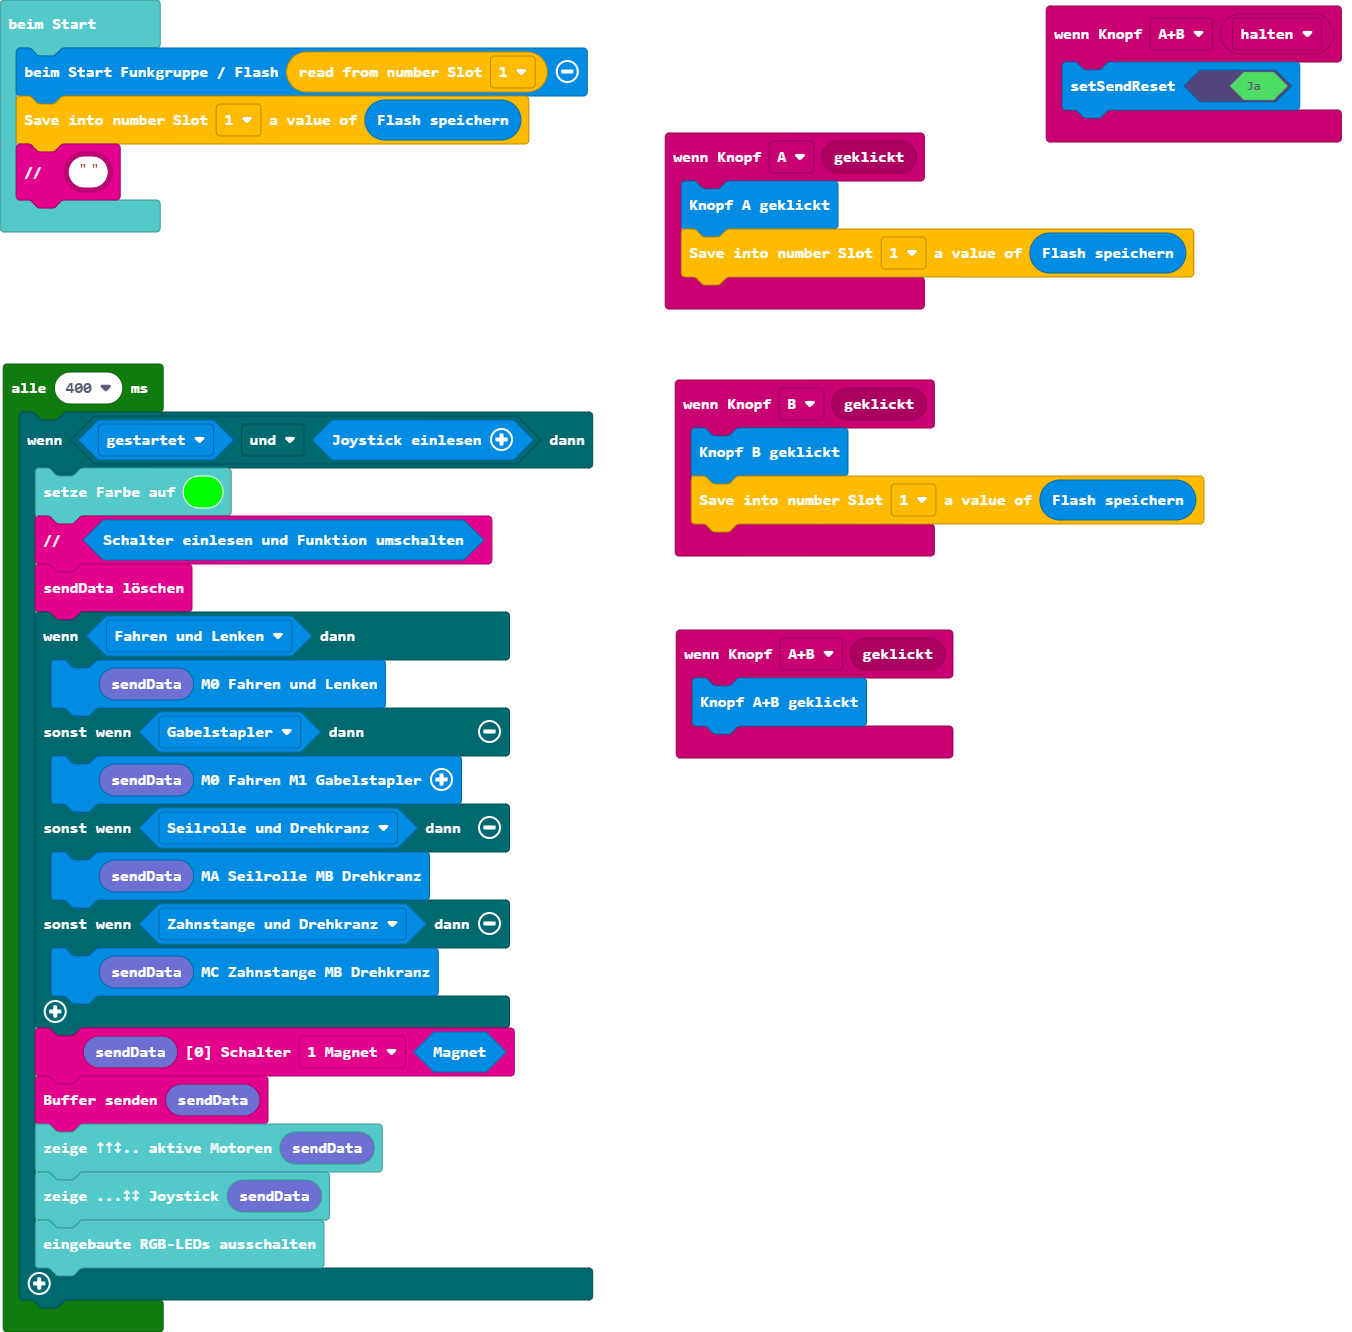 beim Start
beim Start Funkgruppe / Flash read from number Slot 1
Save into number Slot 1 a value of Flash speichern
// " "
wenn Knopf A+B halten
setSendReset Ja
wenn Knopf A geklickt
Knopf A geklickt
Save into number Slot 1 a value of Flash speichern
alle 400 ms
wenn gestartet und Joystick einlesen dann
setze Farbe auf
// Schalter einlesen und Funktion umschalten
sendData löschen
wenn Fahren und Lenken dann
sendData M0 Fahren und Lenken
sonst wenn Gabelstapler dann
sendData M0 Fahren M1 Gabelstapler
sonst wenn Seilrolle und Drehkranz dann
sendData MA Seilrolle MB Drehkranz
sonst wenn Zahnstange und Drehkranz dann
sendData MC Zahnstange MB Drehkranz
sendData [0] Schalter 1 Magnet Magnet
Buffer senden sendData
zeige ↑↑↕.. aktive Motoren sendData
zeige ...↕↕ Joystick sendData
eingebaute RGB-LEDs ausschalten
wenn Knopf B geklickt
Knopf B geklickt
Save into number Slot 1 a value of Flash speichern
wenn Knopf A+B geklickt
Knopf A+B geklickt